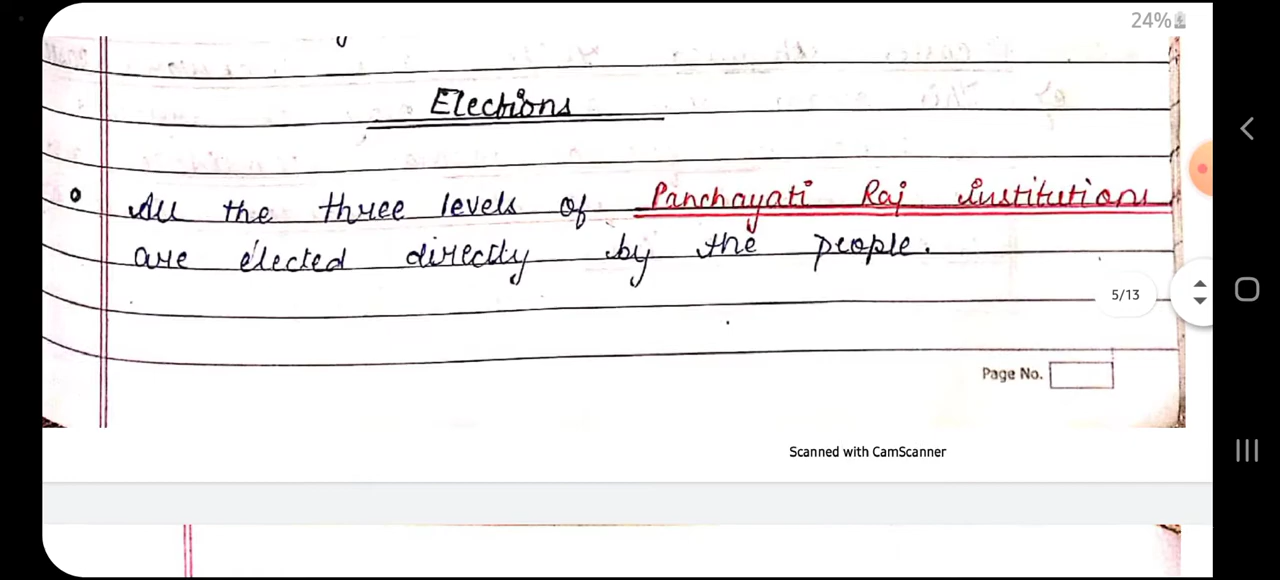 24%
Elections
All the three levels of Panchayati Raj institutions
are elected directly by the people.
5/13
Page No.
Scanned with CamScanner